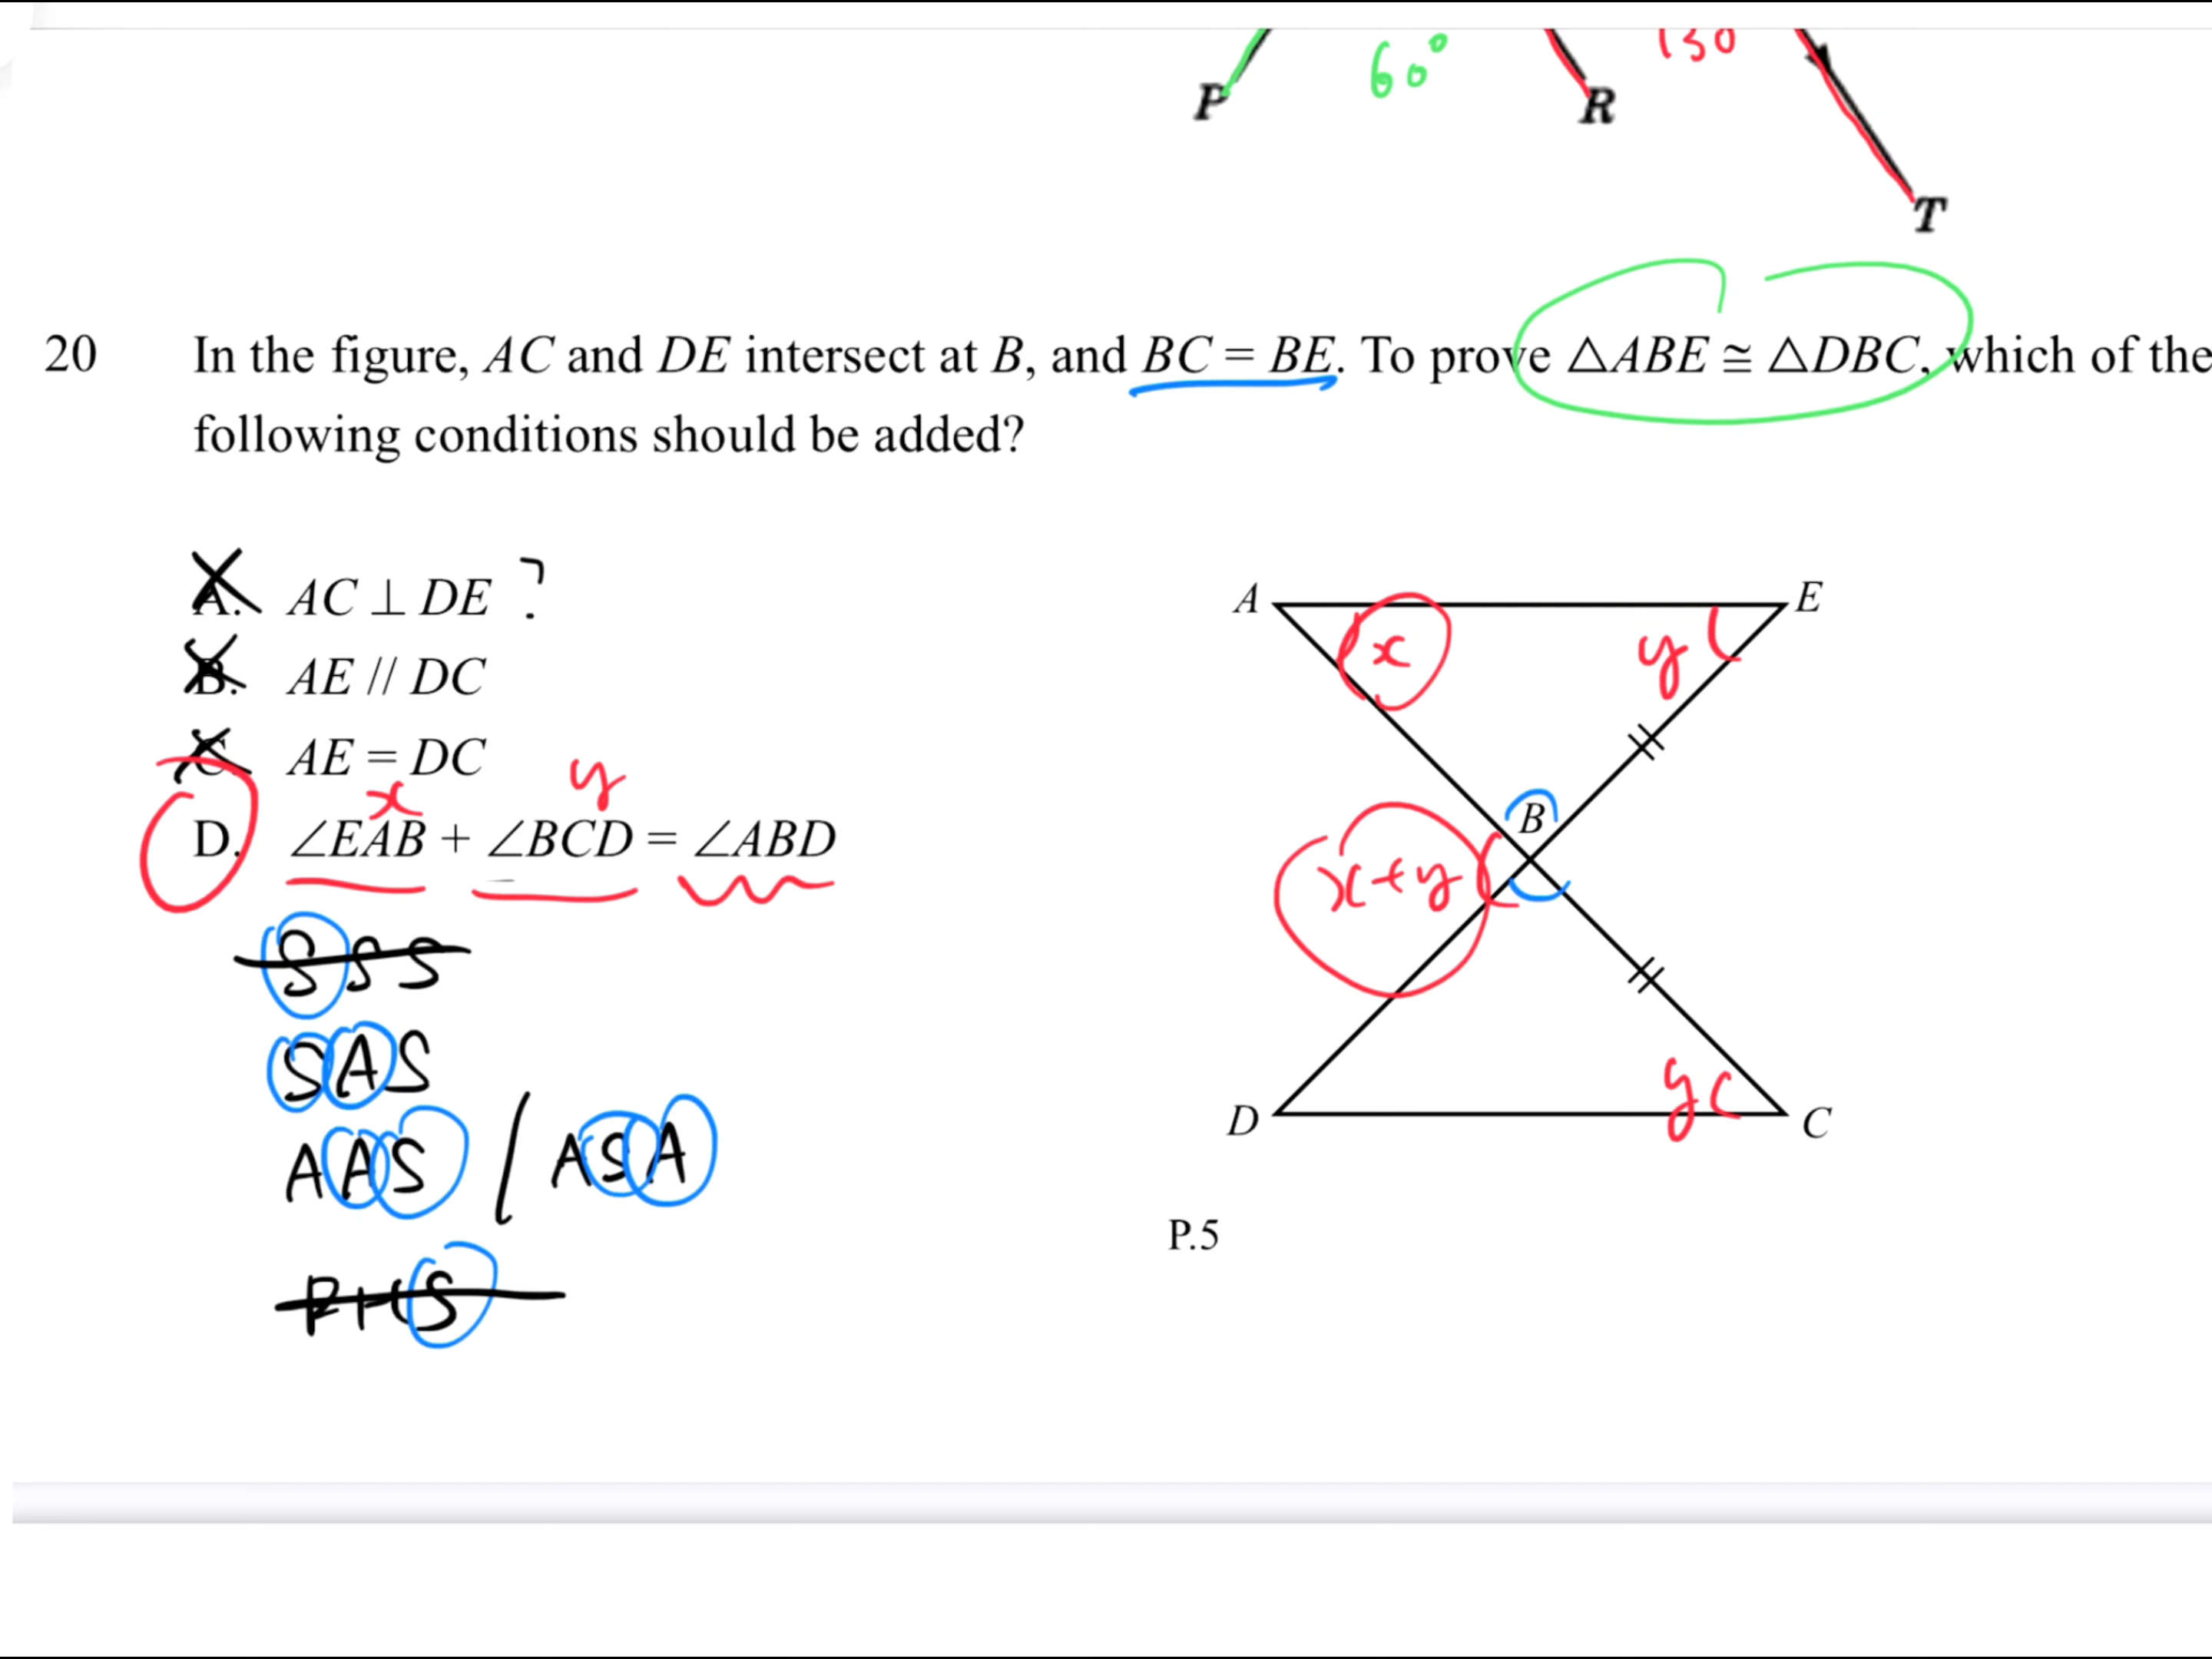 P 60° R 130
T
20 In the figure, AC and DE intersect at B, and BC = BE. To prove △ABE ≅ △DBC, which of the
following conditions should be added?
A. AC ⊥ DE ?
B. AE // DC
C. AE = DC
x y
D. ∠EAB + ∠BCD = ∠ABD
SSS
SAS
AAS / ASA
RHS
A E
x y
B
x+y
y
D C
P.5